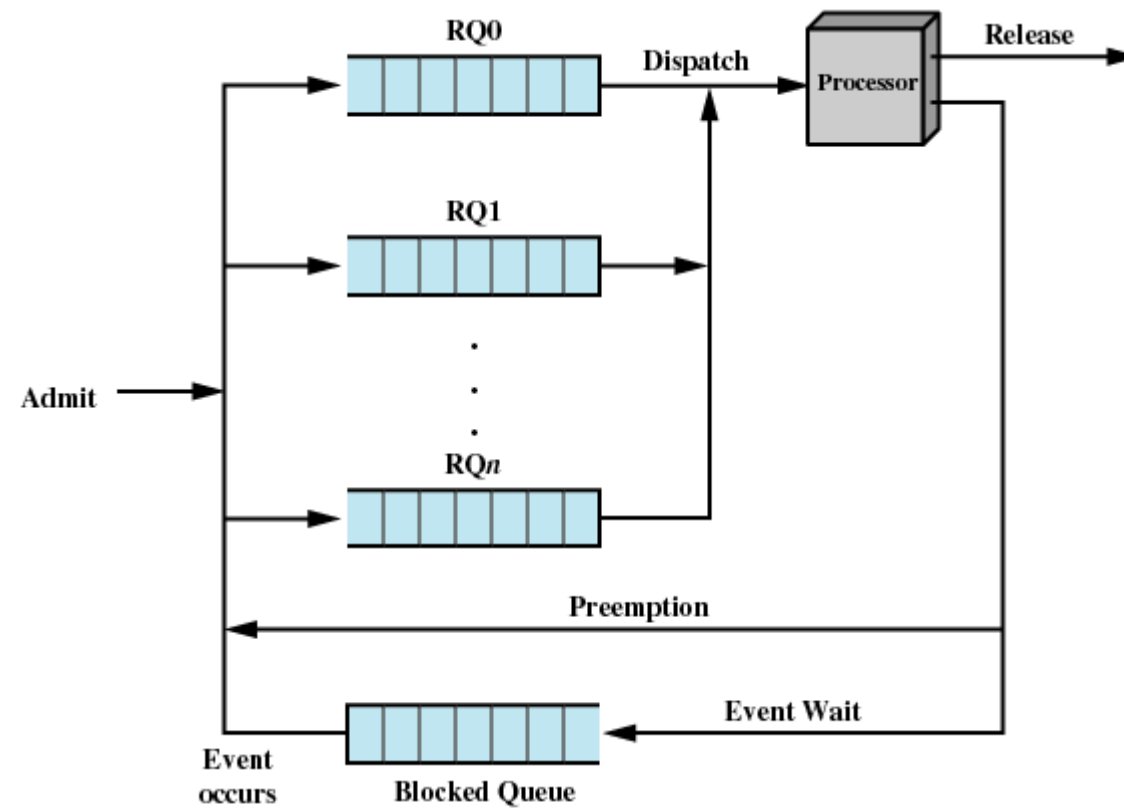 RQ0
Dispatch
Release
Processor
RQ1
Admit
RQn
Preemption
Event Wait
Event
occurs
Blocked Queue